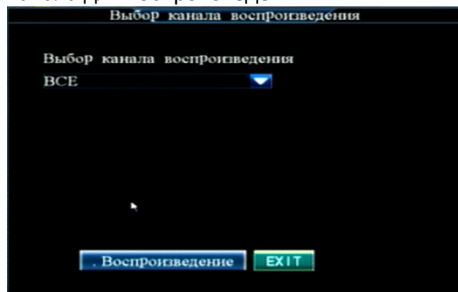 Выбор канала воспроизведения
Выбор канала воспроизведения
ВСЕ
. Воспроизведение
EXIT